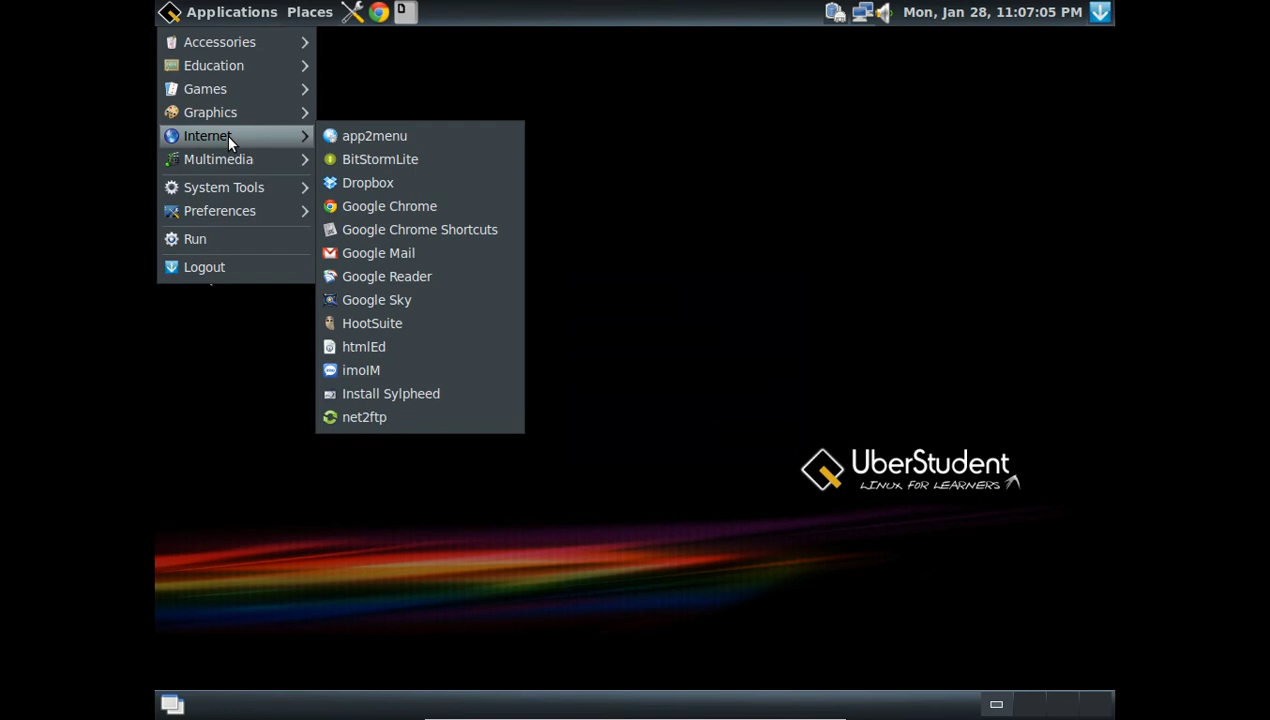 Applications Places D Mon, Jan 28, 11:07:05 PM
Accessories
Education
Games
Graphics
Internet
Multimedia
System Tools
Preferences
Run
Logout
app2menu
BitStormLite
Dropbox
Google Chrome
Google Chrome Shortcuts
Google Mail
Google Reader
Google Sky
HootSuite
htmlEd
imoIM
Install Sylpheed
net2ftp
UberStudent
LINUX FOR LEARNERS